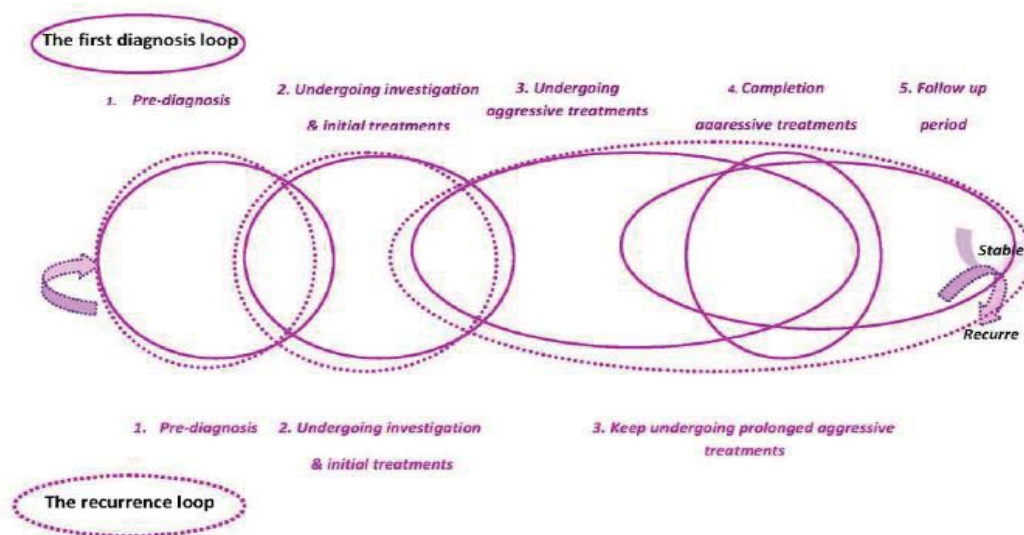 The first diagnosis loop
1. Pre-diagnosis
2. Undergoing investigation
& initial treatments
3. Undergoing
aggressive treatments
4. Completion
aggressive treatments
5. Follow up
period
Stable
Recurre
1. Pre-diagnosis
2. Undergoing investigation
& initial treatments
3. Keep undergoing prolonged aggressive
treatments
The recurrence loop